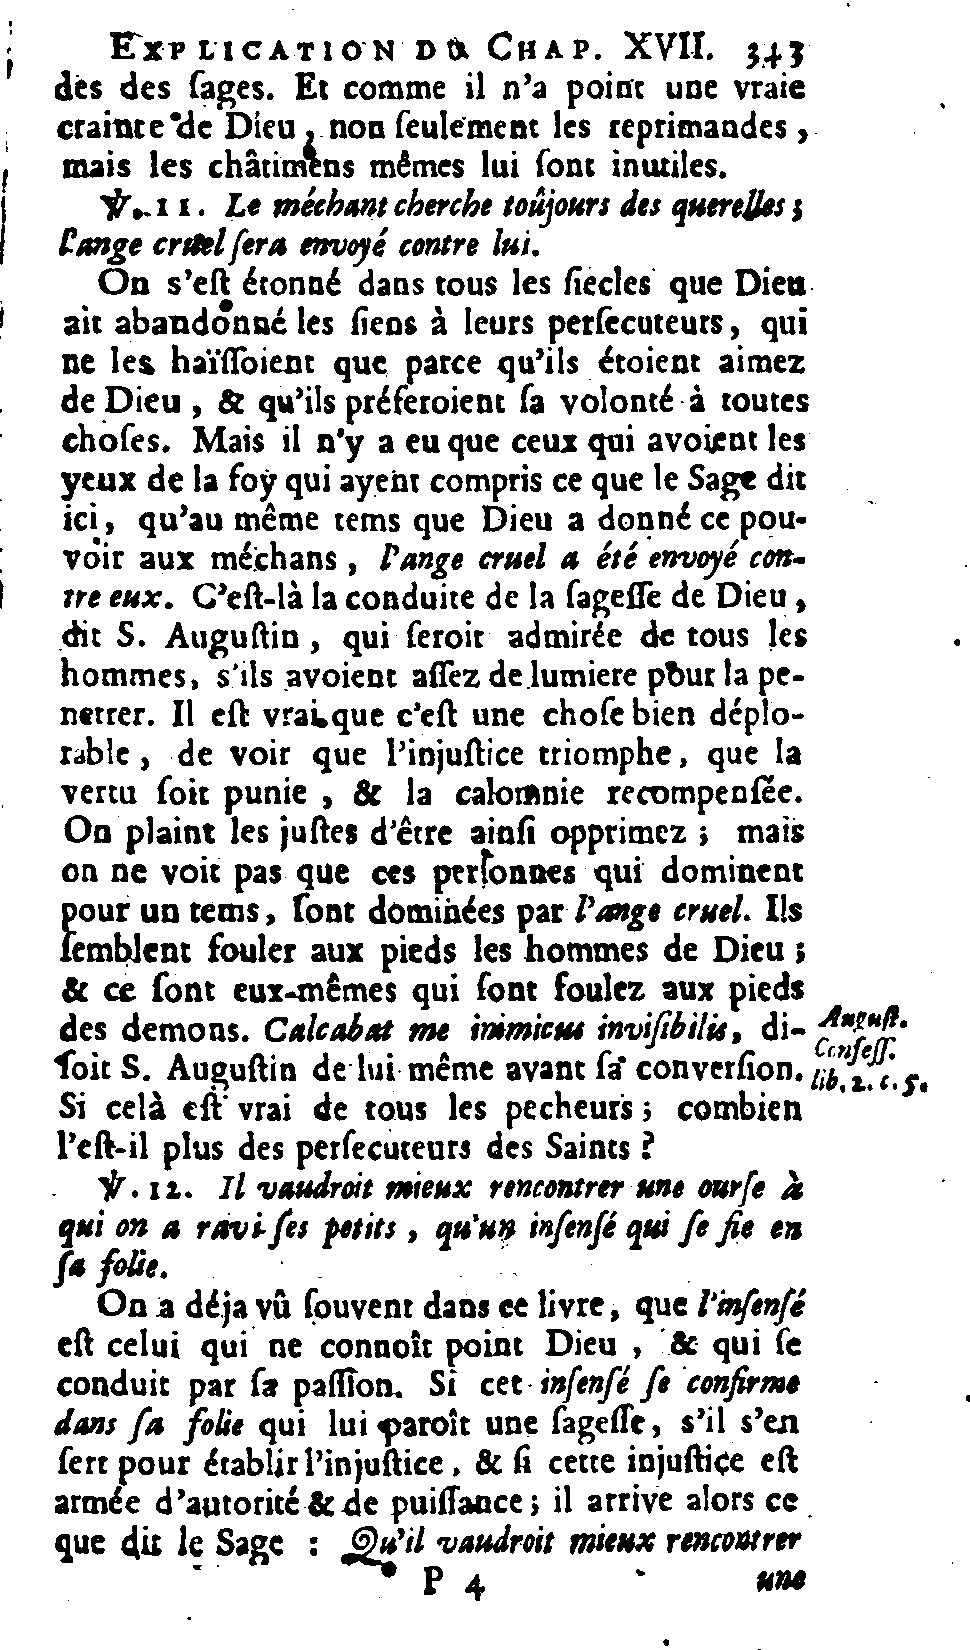 EXPLICATION DU CHAP. XVII. 343
des des ſages. Et comme il n'a point une vraie
crainte de Dieu, non ſeulement les reprimandes,
mais les châtimens mêmes lui ſont inutiles.
℣. 11. Le méchant cherche toûjours des querelles;
l'ange cruel ſera envoyé contre lui.
On s'eſt étonné dans tous les ſiecles que Dieu
ait abandonné les ſiens à leurs perſecuteurs, qui
ne les haïſſoient que parce qu'ils étoient aimez
de Dieu, & qu'ils préferoient ſa volonté à toutes
choſes. Mais il n'y a eu que ceux qui avoient les
yeux de la foy qui ayent compris ce que le Sage dit
ici, qu'au même tems que Dieu a donné ce pou-
voir aux méchans, l'ange cruel a été envoyé con-
tre eux. C'eſt-là la conduite de la ſageſſe de Dieu,
dit S. Auguſtin, qui ſeroit admirée de tous les
hommes, s'ils avoient aſſez de lumiere pour la pe-
netrer. Il eſt vrai que c'eſt une choſe bien déplo-
rable, de voir que l'injuſtice triomphe, que la
vertu ſoit punie, & la calomnie recompenſée.
On plaint les juſtes d'être ainſi opprimez; mais
on ne voit pas que ces perſonnes qui dominent
pour un tems, ſont dominées par l'ange cruel. Ils
ſemblent fouler aux pieds les hommes de Dieu;
& ce ſont eux-mêmes qui ſont foulez aux pieds
des demons. Calcabat me inimicus inviſibilis, di-
ſoit S. Auguſtin de lui même avant ſa converſion.
Auguſt.
Confeſſ.
lib. 2. c. 5.
Si celà eſt vrai de tous les pecheurs; combien
l'eſt-il plus des perſecuteurs des Saints?
℣. 12. Il vaudroit mieux rencontrer une ourſe à
qui on a ravi ſes petits, qu'un inſenſé qui ſe fie en
ſa folie.
On a déja vû ſouvent dans ce livre, que l'inſenſé
eſt celui qui ne connoît point Dieu, & qui ſe
conduit par ſa paſſion. Si cet inſenſé ſe confirme
dans ſa folie qui lui paroît une ſageſſe, s'il s'en
ſert pour établir l'injuſtice, & ſi cette injuſtice eſt
armée d'autorité & de puiſſance; il arrive alors ce
que dit le Sage: Qu'il vaudroit mieux rencontrer
P 4 une